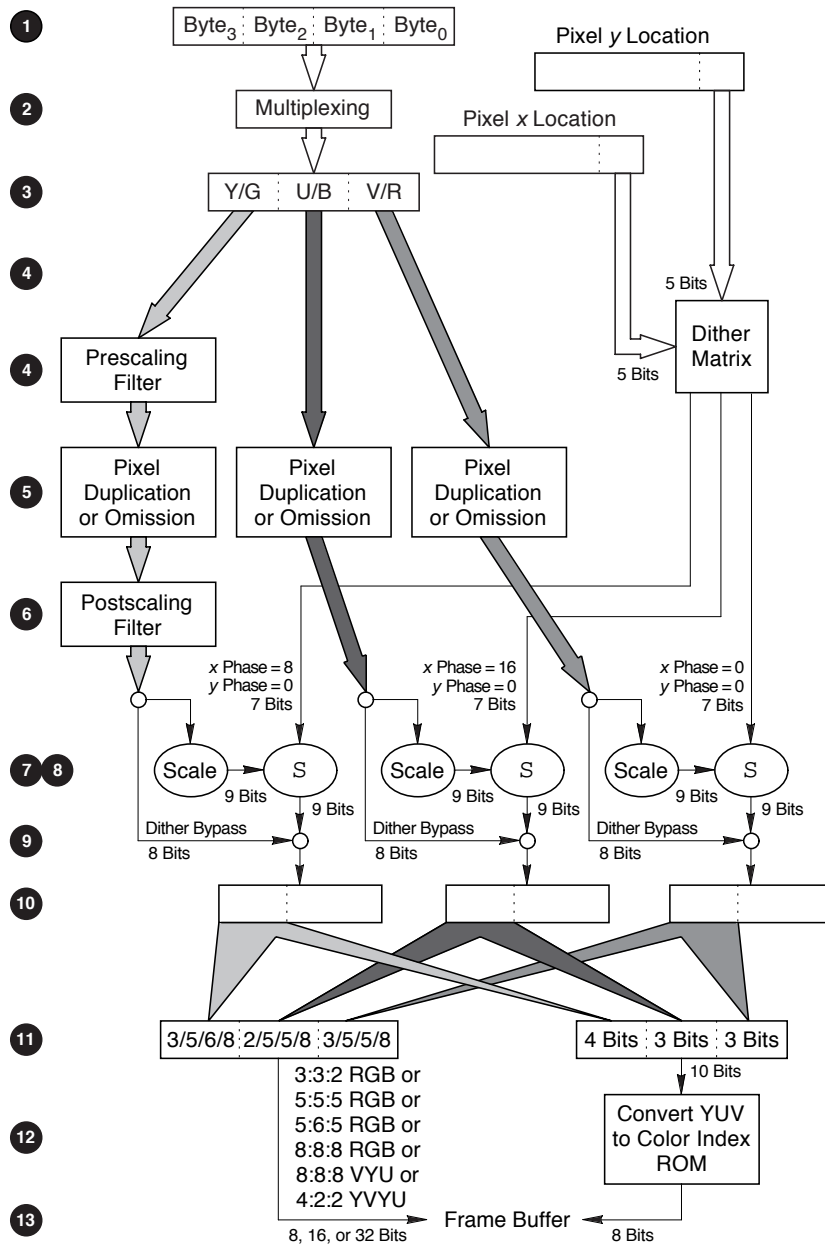 1
Byte3 Byte2 Byte1 Byte0
Pixel y Location
2
Multiplexing
Pixel x Location
3
Y/G U/B V/R
4
5 Bits
Dither
Matrix
5 Bits
4
Prescaling
Filter
5
Pixel
Duplication
or Omission
Pixel
Duplication
or Omission
Pixel
Duplication
or Omission
6
Postscaling
Filter
x Phase = 8
y Phase = 0
7 Bits
x Phase = 16
y Phase = 0
7 Bits
x Phase = 0
y Phase = 0
7 Bits
7 8
Scale
S
Scale
S
Scale
S
9 Bits
9 Bits
9 Bits
9 Bits
9 Bits
9 Bits
9
Dither Bypass
8 Bits
Dither Bypass
8 Bits
Dither Bypass
8 Bits
10
11
3/5/6/8 2/5/5/8 3/5/5/8
4 Bits 3 Bits 3 Bits
10 Bits
12
3:3:2 RGB or
5:5:5 RGB or
5:6:5 RGB or
8:8:8 RGB or
8:8:8 VYU or
4:2:2 YVYU
Convert YUV
to Color Index
ROM
13
8, 16, or 32 Bits
Frame Buffer
8 Bits